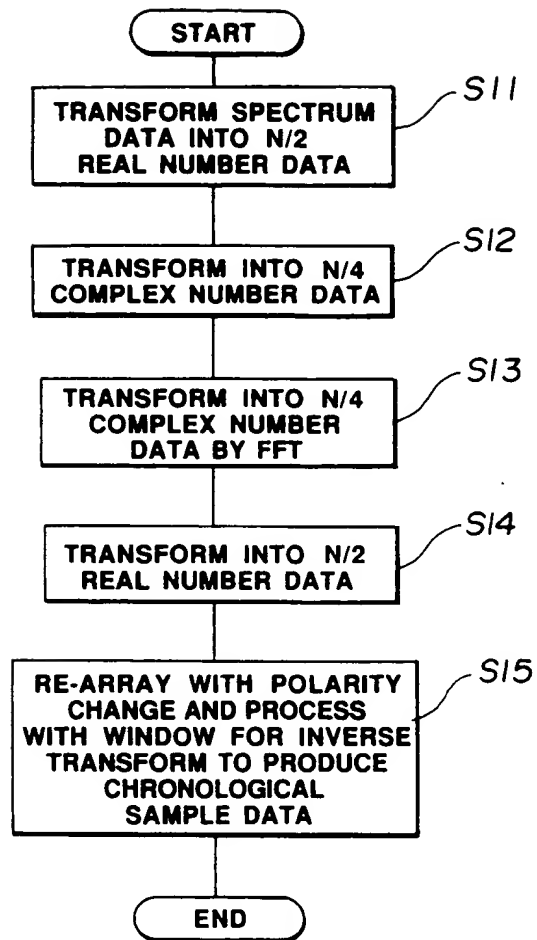 START
S11
TRANSFORM SPECTRUM
DATA INTO N/2
REAL NUMBER DATA
S12
TRANSFORM INTO N/4
COMPLEX NUMBER DATA
S13
TRANSFORM INTO N/4
COMPLEX NUMBER
DATA BY FFT
S14
TRANSFORM INTO N/2
REAL NUMBER DATA
S15
RE-ARRAY WITH POLARITY
CHANGE AND PROCESS
WITH WINDOW FOR INVERSE
TRANSFORM TO PRODUCE
CHRONOLOGICAL
SAMPLE DATA
END